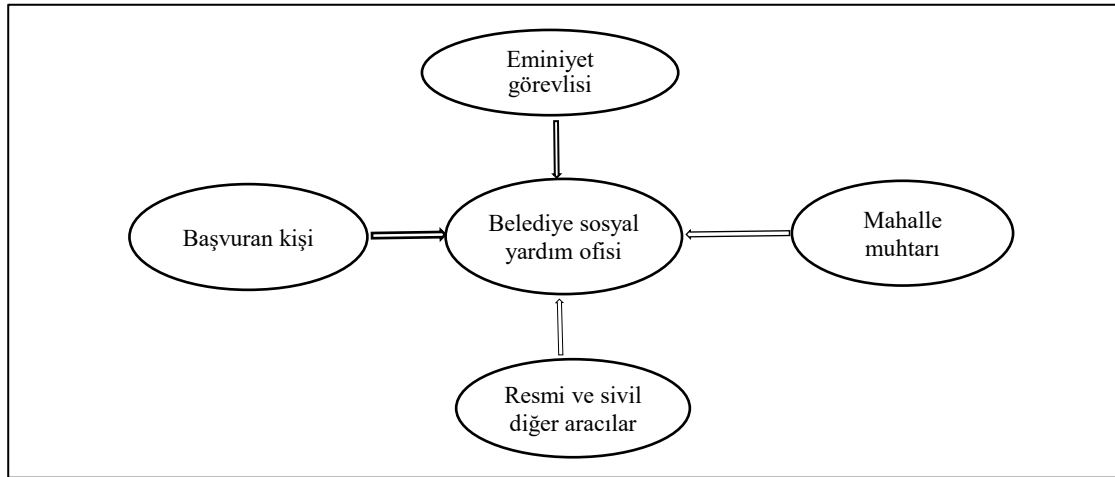 Eminiyet
görevlisi
Başvuran kişi
Belediye sosyal
yardım ofisi
Mahalle
muhtarı
Resmi ve sivil
diğer aracılar